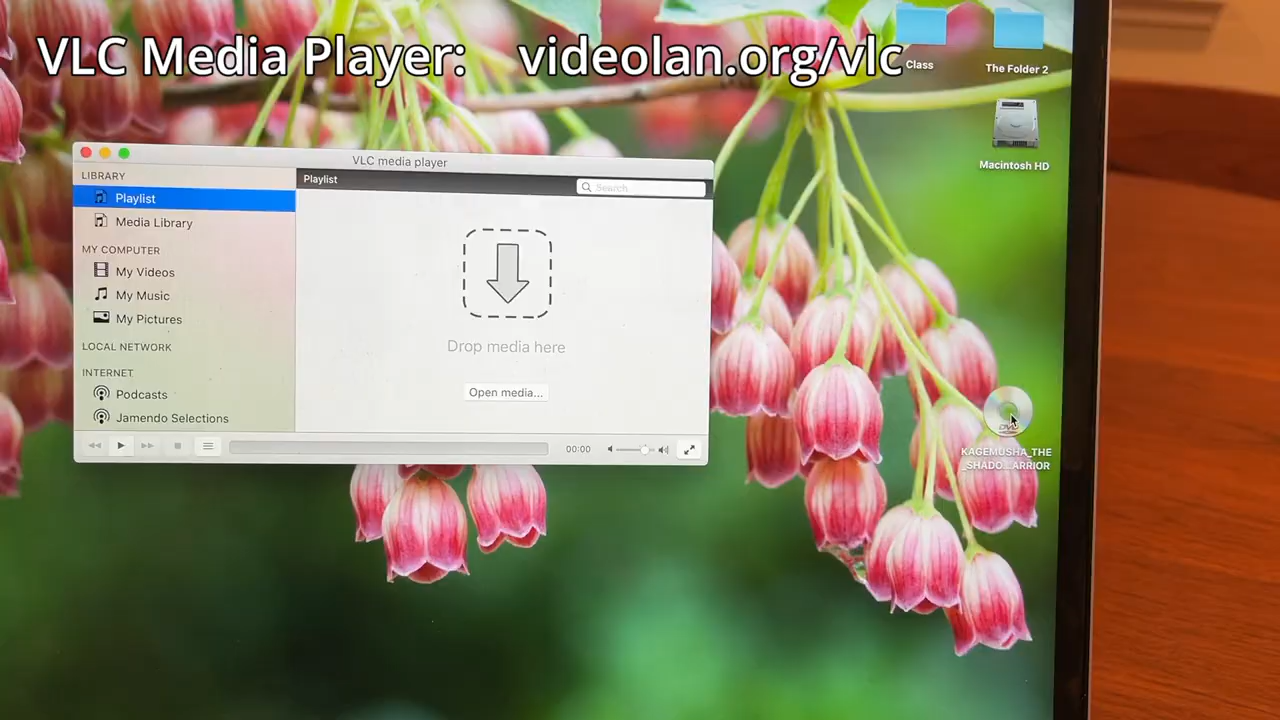 VLC Media Player: videolan.org/vlc
Class
The Folder 2
Macintosh HD
VLC media player
LIBRARY
Playlist
Search
Playlist
Media Library
MY COMPUTER
My Videos
My Music
My Pictures
LOCAL NETWORK
INTERNET
Podcasts
Jamendo Selections
Drop media here
Open media...
00:00
DVD
KAGEMUSHA_THE
_SHADO...ARRIOR